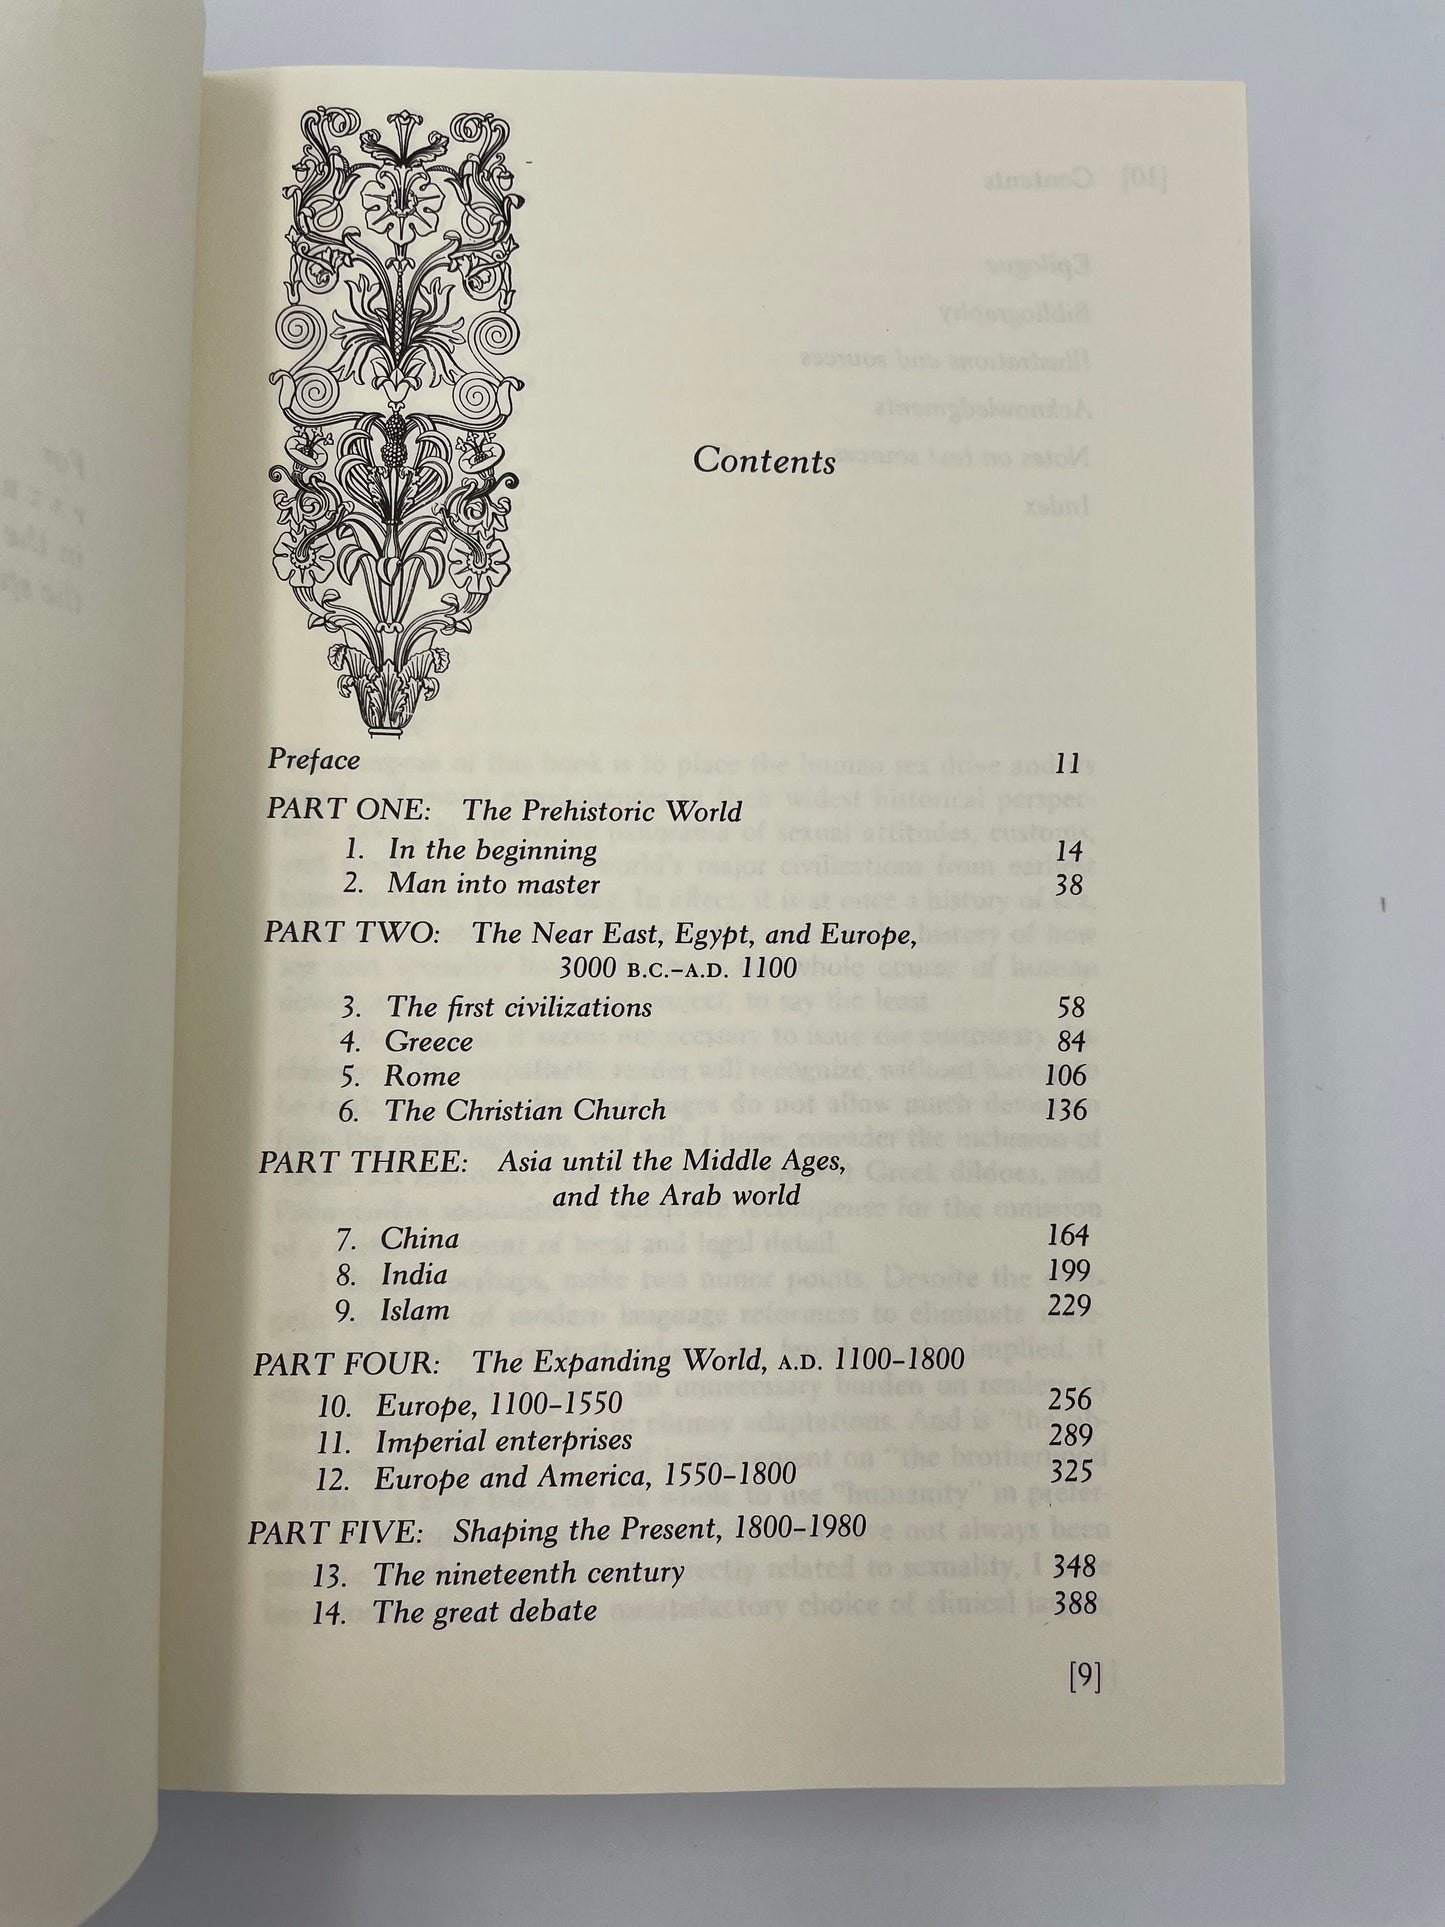 Contents
Preface 11
PART ONE: The Prehistoric World
1. In the beginning 14
2. Man into master 38
PART TWO: The Near East, Egypt, and Europe,
3000 B.C.–A.D. 1100
3. The first civilizations 58
4. Greece 84
5. Rome 106
6. The Christian Church 136
PART THREE: Asia until the Middle Ages,
and the Arab world
7. China 164
8. India 199
9. Islam 229
PART FOUR: The Expanding World, A.D. 1100–1800
10. Europe, 1100–1550 256
11. Imperial enterprises 289
12. Europe and America, 1550–1800 325
PART FIVE: Shaping the Present, 1800–1980
13. The nineteenth century 348
14. The great debate 388
[9]